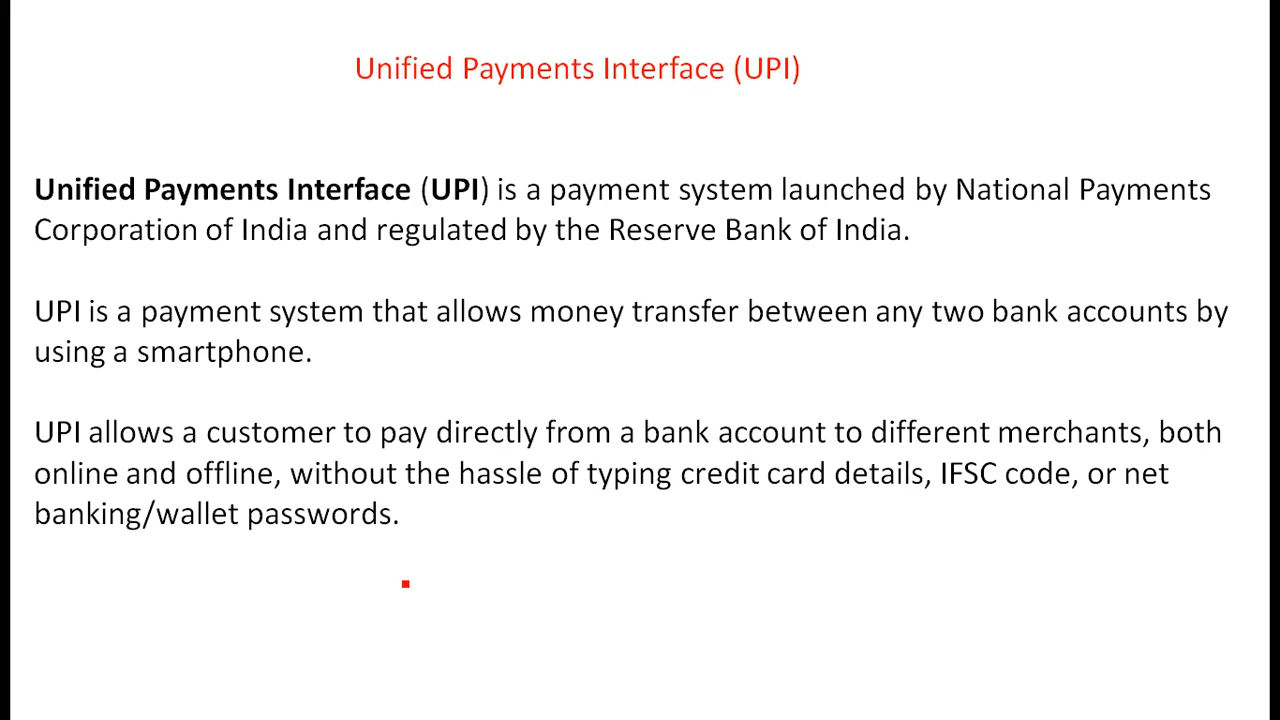 Unified Payments Interface (UPI)
Unified Payments Interface (UPI) is a payment system launched by National Payments
Corporation of India and regulated by the Reserve Bank of India.
UPI is a payment system that allows money transfer between any two bank accounts by
using a smartphone.
UPI allows a customer to pay directly from a bank account to different merchants, both
online and offline, without the hassle of typing credit card details, IFSC code, or net
banking/wallet passwords.